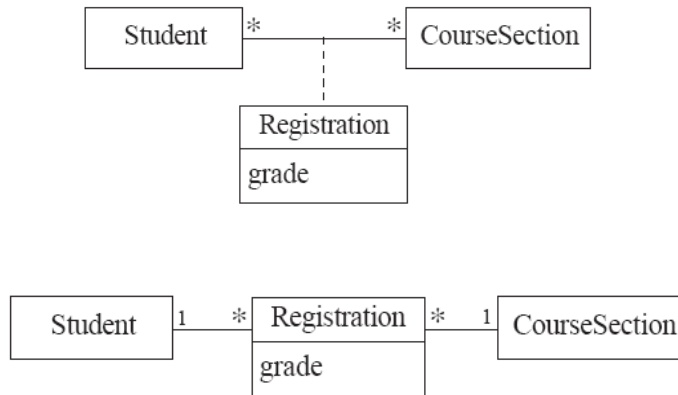 Student * * CourseSection
Registration
grade
Student 1 * Registration * 1 CourseSection
grade